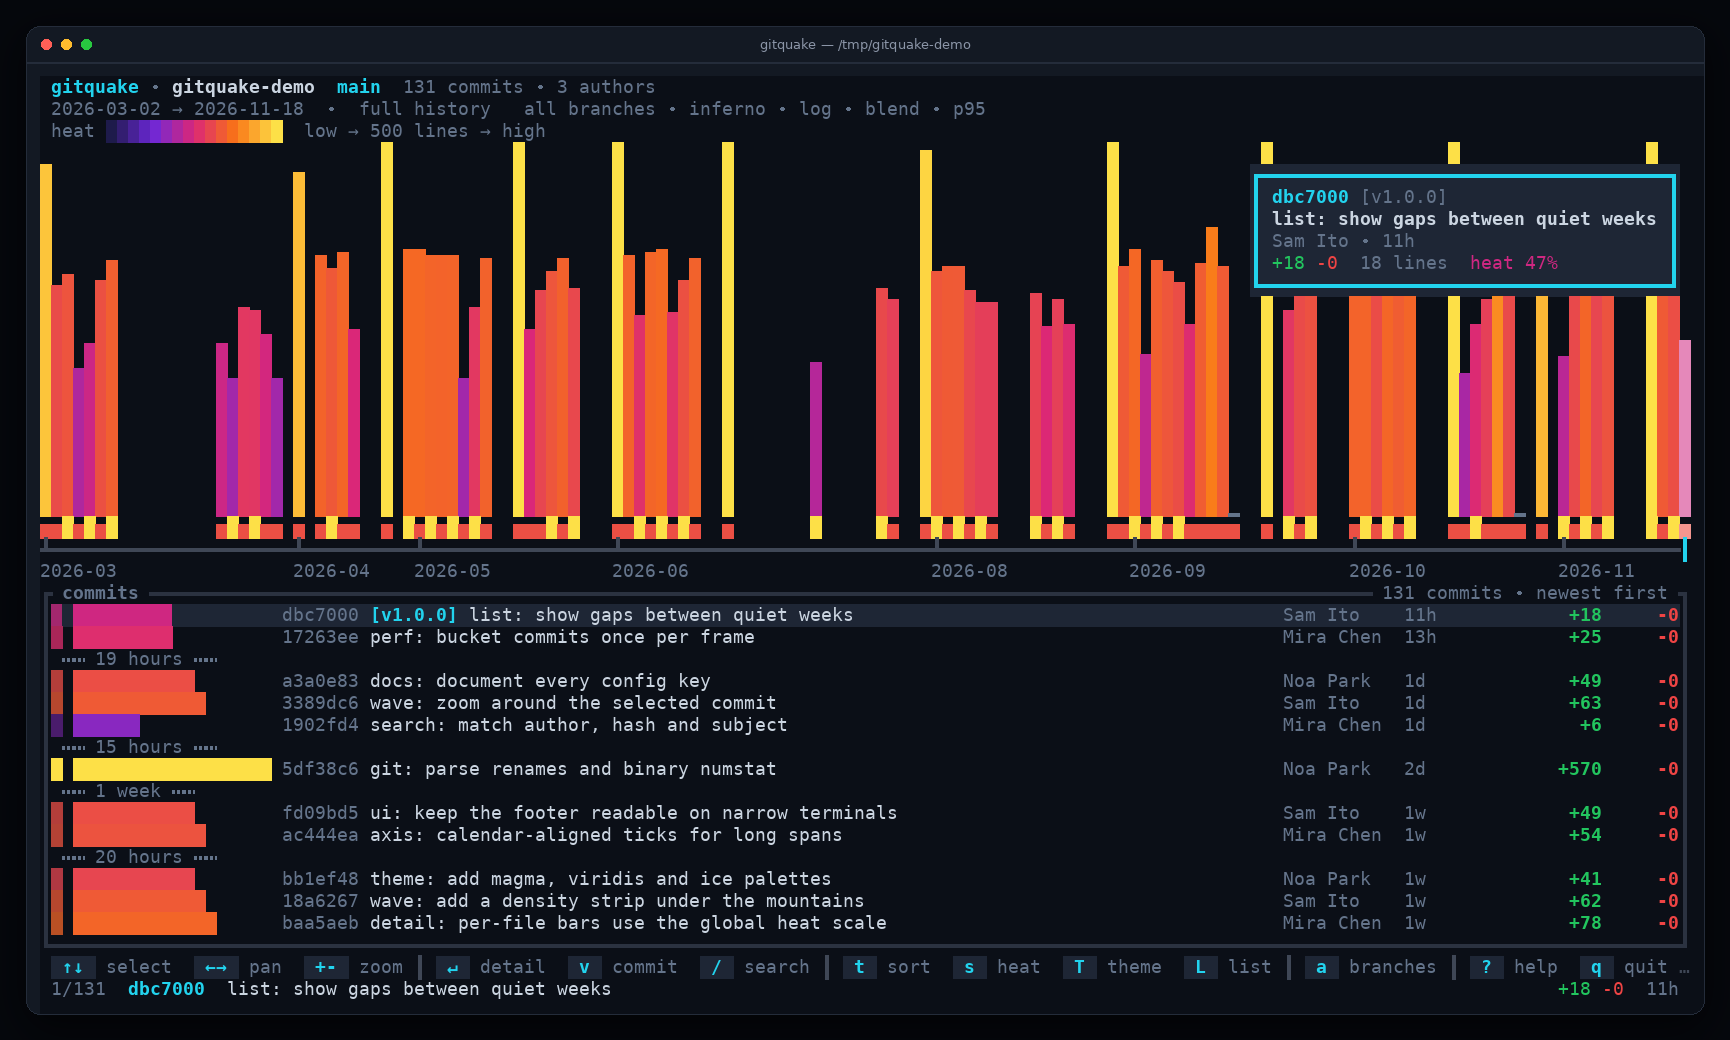 gitquake — /tmp/gitquake-demo
gitquake • gitquake-demo main 131 commits • 3 authors
2026-03-02 → 2026-11-18 • full history all branches • inferno • log • blend • p95
heat low → 500 lines → high
dbc7000 [v1.0.0]
list: show gaps between quiet weeks
Sam Ito • 11h
+18 -0 18 lines heat 47%
2026-03 2026-04 2026-05 2026-06 2026-08 2026-09 2026-10 2026-11
commits 131 commits • newest first
dbc7000 [v1.0.0] list: show gaps between quiet weeks Sam Ito 11h +18 -0
17263ee perf: bucket commits once per frame Mira Chen 13h +25 -0
19 hours
a3a0e83 docs: document every config key Noa Park 1d +49 -0
3389dc6 wave: zoom around the selected commit Sam Ito 1d +63 -0
1902fd4 search: match author, hash and subject Mira Chen 1d +6 -0
15 hours
5df38c6 git: parse renames and binary numstat Noa Park 2d +570 -0
1 week
fd09bd5 ui: keep the footer readable on narrow terminals Sam Ito 1w +49 -0
ac444ea axis: calendar-aligned ticks for long spans Mira Chen 1w +54 -0
20 hours
bb1ef48 theme: add magma, viridis and ice palettes Noa Park 1w +41 -0
18a6267 wave: add a density strip under the mountains Sam Ito 1w +62 -0
baa5aeb detail: per-file bars use the global heat scale Mira Chen 1w +78 -0
↑↓ select ←→ pan +- zoom │ ↵ detail v commit / search │ t sort s heat T theme L list │ a branches │ ? help q quit …
1/131 dbc7000 list: show gaps between quiet weeks +18 -0 11h